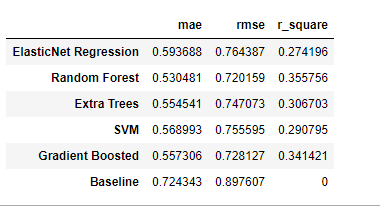 mae rmse r_square
ElasticNet Regression 0.593688 0.764387 0.274196
Random Forest 0.530481 0.720159 0.355756
Extra Trees 0.554541 0.747073 0.306703
SVM 0.568993 0.755595 0.290795
Gradient Boosted 0.557306 0.728127 0.341421
Baseline 0.724343 0.897607 0